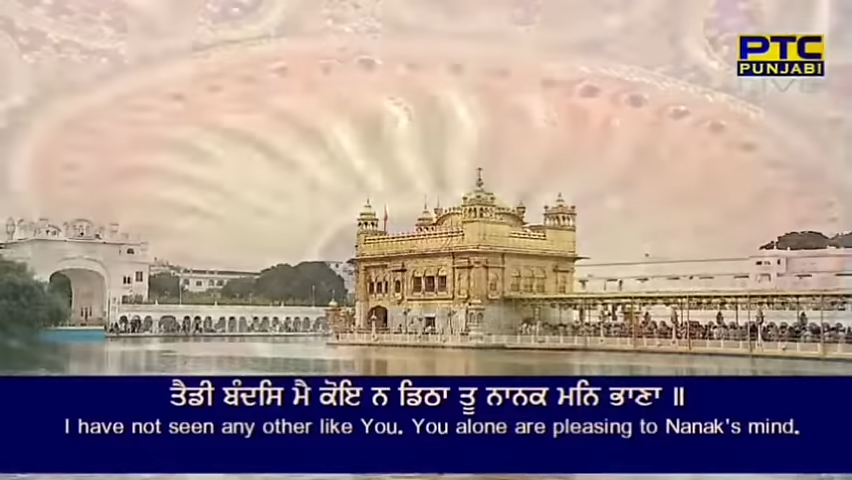 PTC
PUNJABI
LIVE
ਤੈਡੀ ਬੰਦਸਿ ਮੈ ਕੋਇ ਨ ਡਿਠਾ ਤੂ ਨਾਨਕ ਮਨਿ ਭਾਣਾ ॥
I have not seen any other like You. You alone are pleasing to Nanak's mind.